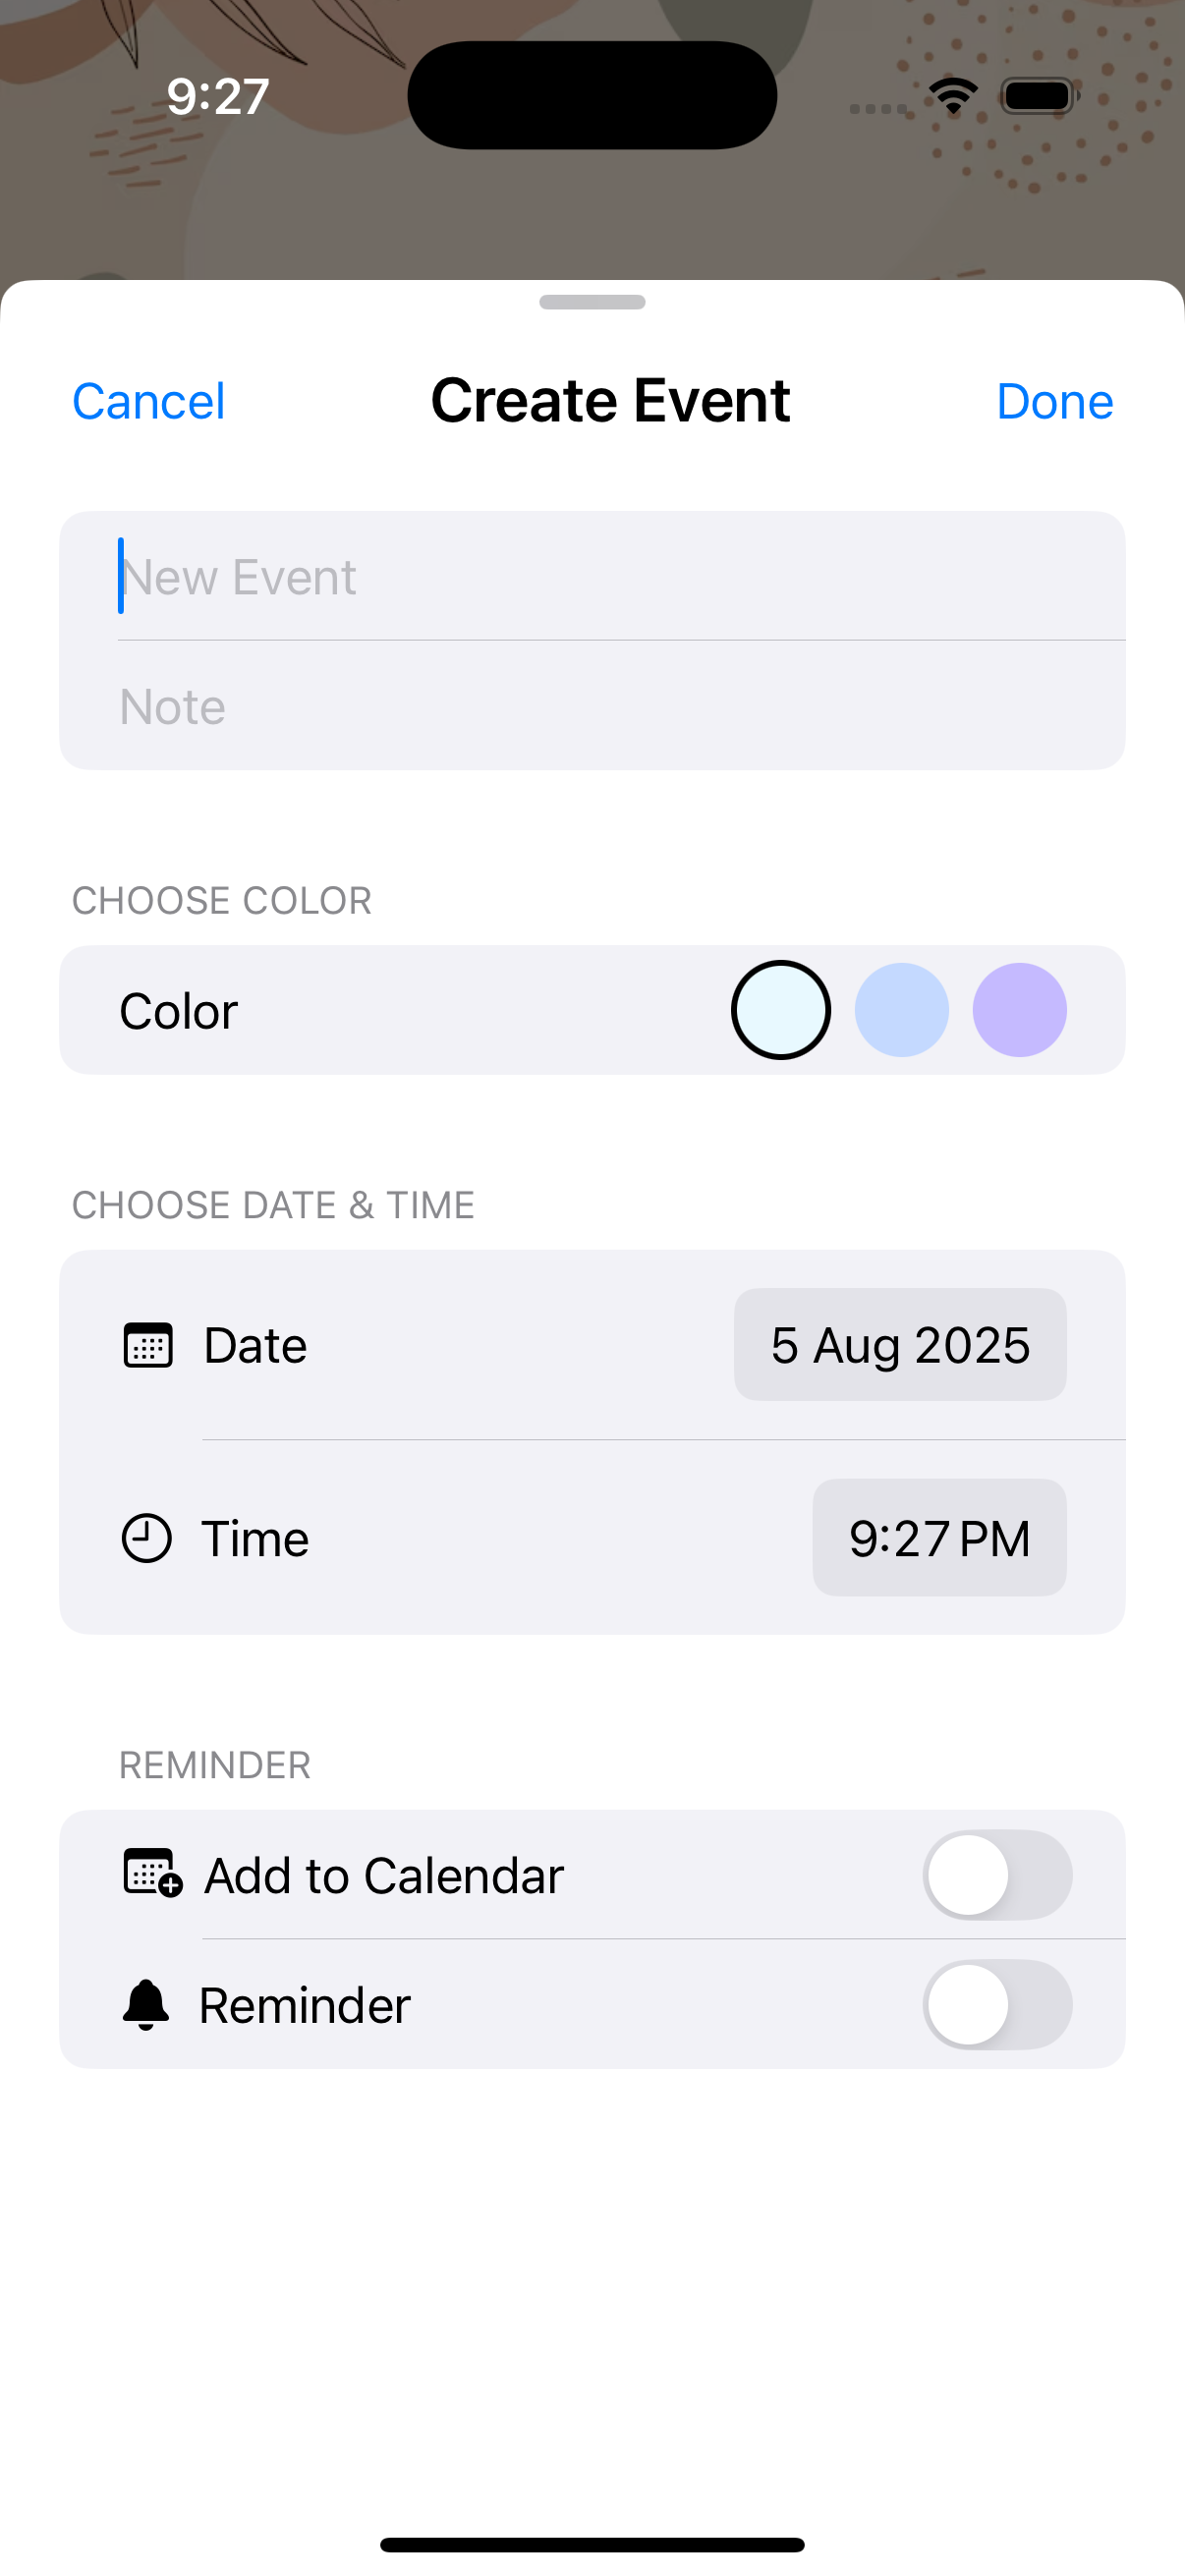 9:27
Cancel Create Event Done
New Event
Note
CHOOSE COLOR
Color
CHOOSE DATE & TIME
Date 5 Aug 2025
Time 9:27 PM
REMINDER
Add to Calendar
Reminder